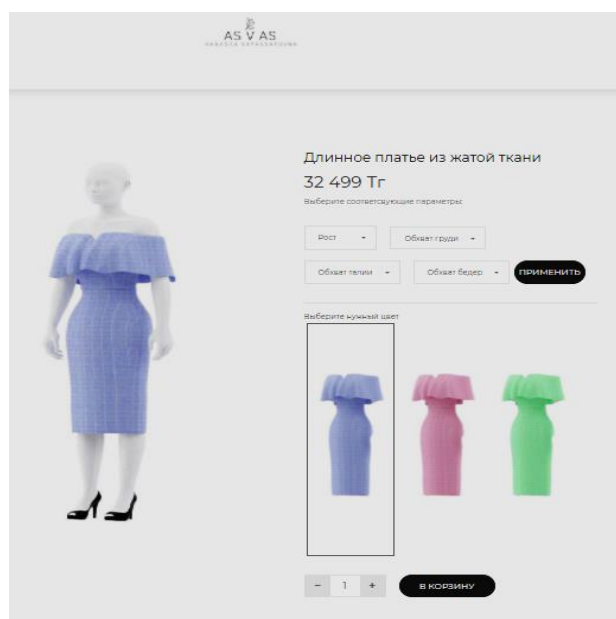 AS V AS
Длинное платье из жатой ткани
32 499 Тг
Выберите соответсвующие параметры:
Рост
Обхват груди
Обхват талии
Обхват бедер
ПРИМЕНИТЬ
Выберите нужный цвет
− 1 +
В КОРЗИНУ